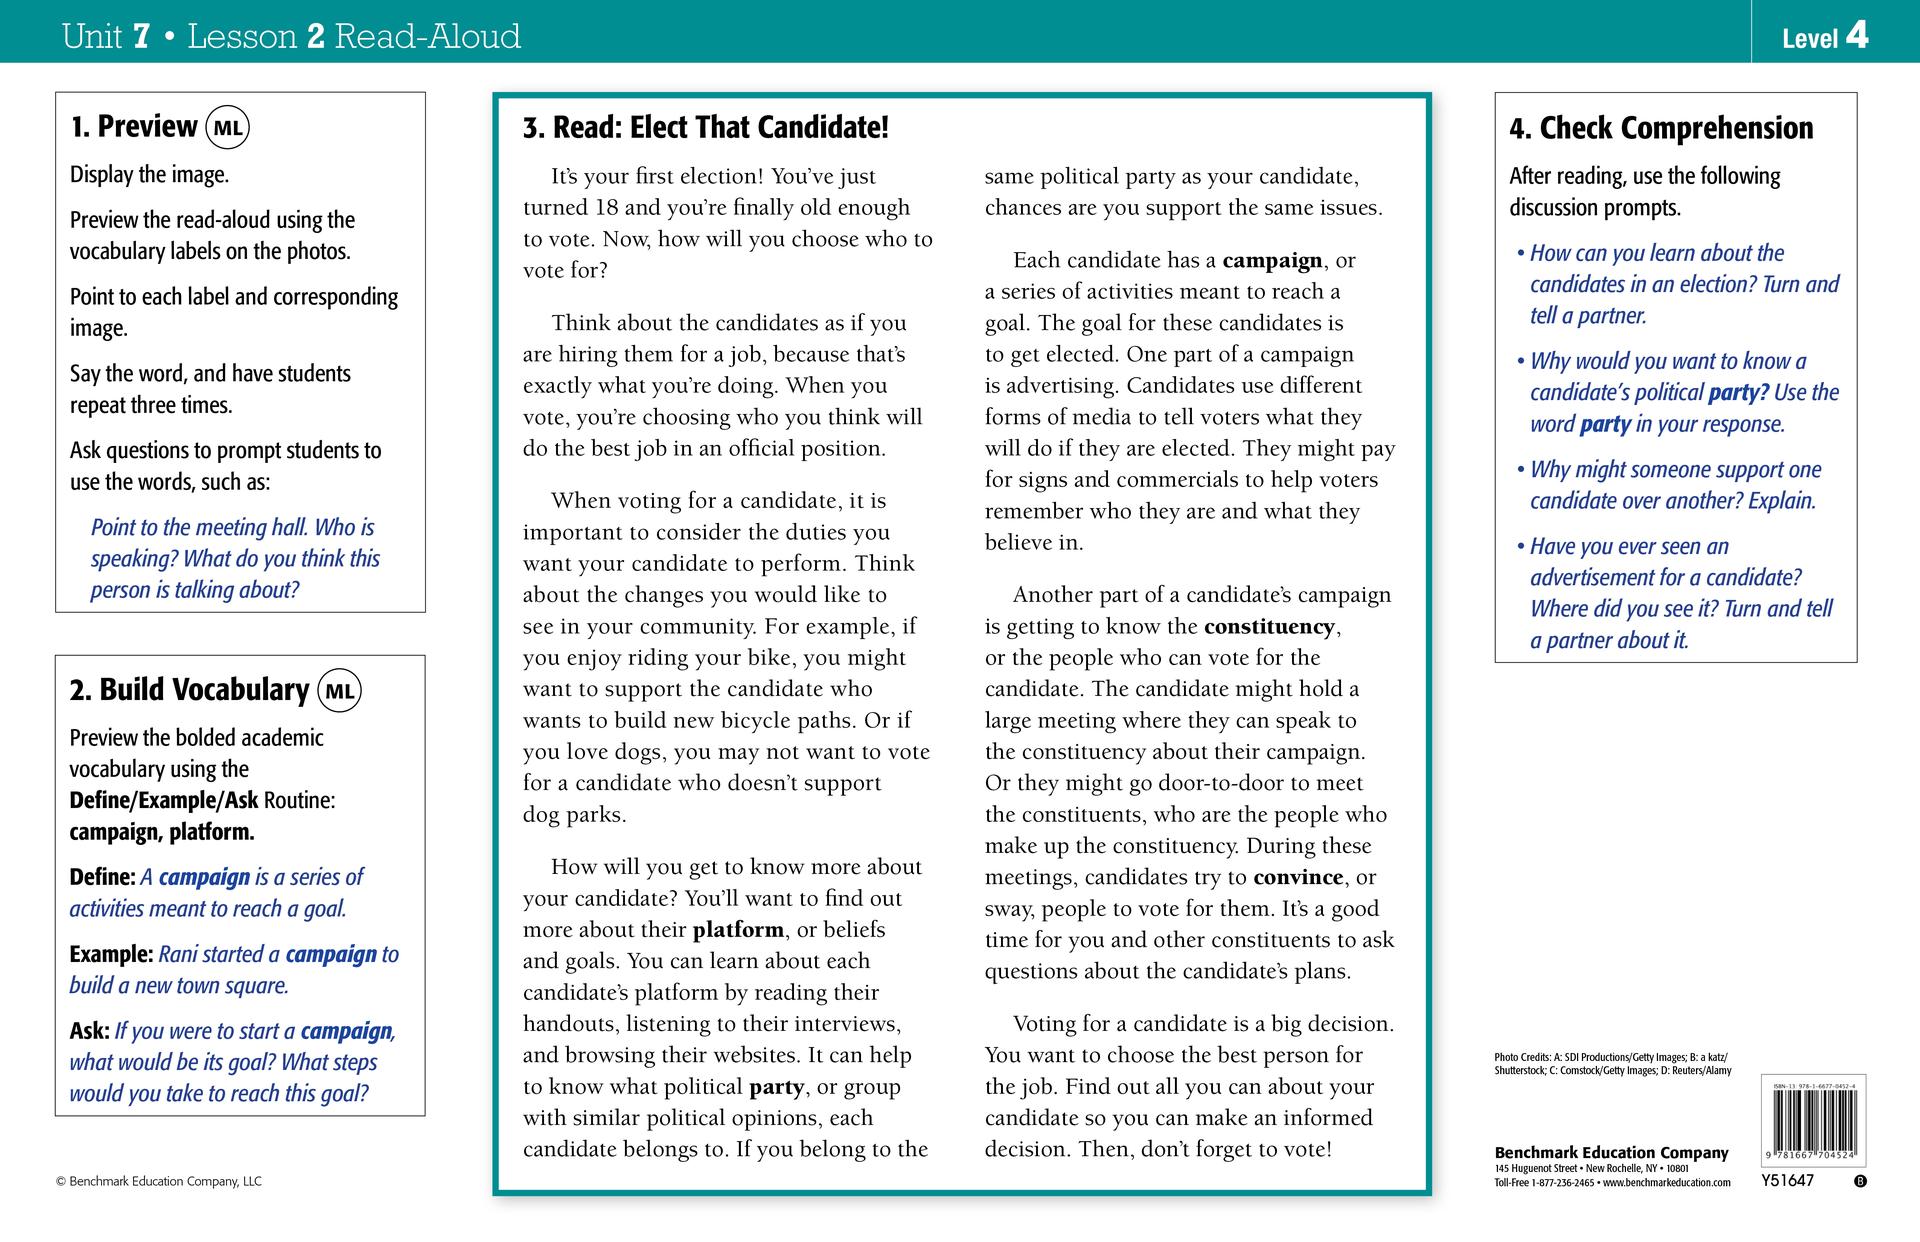 Unit 7 • Lesson 2 Read-Aloud
Level 4
1. Preview ML
Display the image.
Preview the read-aloud using the
vocabulary labels on the photos.
Point to each label and corresponding
image.
Say the word, and have students
repeat three times.
Ask questions to prompt students to
use the words, such as:
Point to the meeting hall. Who is
speaking? What do you think this
person is talking about?
2. Build Vocabulary ML
Preview the bolded academic
vocabulary using the
Define/Example/Ask Routine:
campaign, platform.
Define: A campaign is a series of
activities meant to reach a goal.
Example: Rani started a campaign to
build a new town square.
Ask: If you were to start a campaign,
what would be its goal? What steps
would you take to reach this goal?
© Benchmark Education Company, LLC
3. Read: Elect That Candidate!
It's your first election! You've just
turned 18 and you're finally old enough
to vote. Now, how will you choose who to
vote for?
Think about the candidates as if you
are hiring them for a job, because that's
exactly what you're doing. When you
vote, you're choosing who you think will
do the best job in an official position.
When voting for a candidate, it is
important to consider the duties you
want your candidate to perform. Think
about the changes you would like to
see in your community. For example, if
you enjoy riding your bike, you might
want to support the candidate who
wants to build new bicycle paths. Or if
you love dogs, you may not want to vote
for a candidate who doesn't support
dog parks.
How will you get to know more about
your candidate? You'll want to find out
more about their platform, or beliefs
and goals. You can learn about each
candidate's platform by reading their
handouts, listening to their interviews,
and browsing their websites. It can help
to know what political party, or group
with similar political opinions, each
candidate belongs to. If you belong to the
same political party as your candidate,
chances are you support the same issues.
Each candidate has a campaign, or
a series of activities meant to reach a
goal. The goal for these candidates is
to get elected. One part of a campaign
is advertising. Candidates use different
forms of media to tell voters what they
will do if they are elected. They might pay
for signs and commercials to help voters
remember who they are and what they
believe in.
Another part of a candidate's campaign
is getting to know the constituency,
or the people who can vote for the
candidate. The candidate might hold a
large meeting where they can speak to
the constituency about their campaign.
Or they might go door-to-door to meet
the constituents, who are the people who
make up the constituency. During these
meetings, candidates try to convince, or
sway, people to vote for them. It's a good
time for you and other constituents to ask
questions about the candidate's plans.
Voting for a candidate is a big decision.
You want to choose the best person for
the job. Find out all you can about your
candidate so you can make an informed
decision. Then, don't forget to vote!
4. Check Comprehension
After reading, use the following
discussion prompts.
• How can you learn about the
candidates in an election? Turn and
tell a partner.
• Why would you want to know a
candidate's political party? Use the
word party in your response.
• Why might someone support one
candidate over another? Explain.
• Have you ever seen an
advertisement for a candidate?
Where did you see it? Turn and tell
a partner about it.
Photo Credits: A: SDI Productions/Getty Images; B: a katz/
Shutterstock; C: Comstock/Getty Images; D: Reuters/Alamy
Benchmark Education Company
145 Huguenot Street • New Rochelle, NY • 10801
Toll-Free 1-877-236-2465 • www.benchmarkeducation.com
ISBN-13 978-1-6677-0452-4
9 781667 704524
Y51647
B